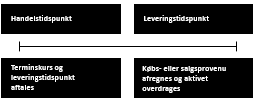 Handelstidspunkt
Leveringstidspunkt
Terminskurs og
leveringstidspunkt
aftales
Købs- eller salgsprovenu
afregnes og aktivet
overdrages